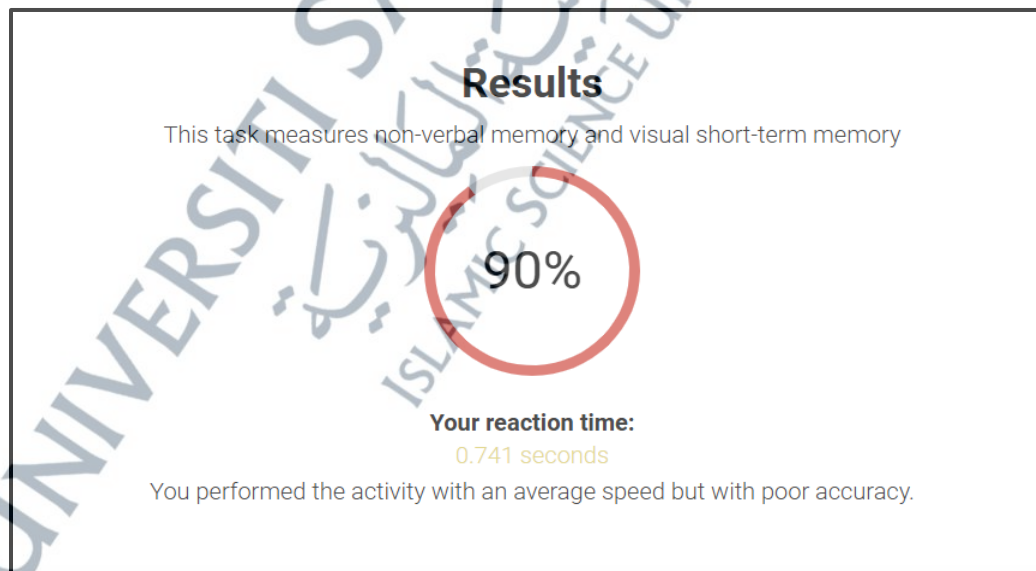 Results
This task measures non-verbal memory and visual short-term memory
90%
Your reaction time:
0.741 seconds
You performed the activity with an average speed but with poor accuracy.
UNIVERSITI
ISLAMIC SCIENCE